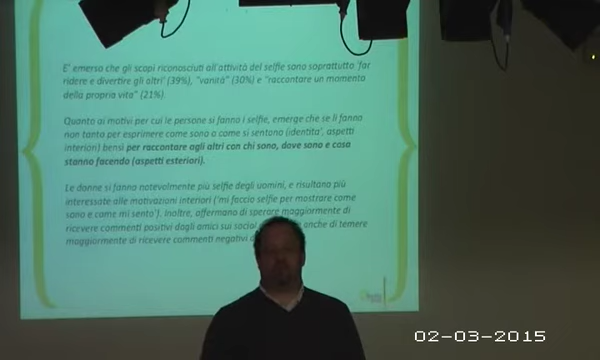 E' emerso che gli scopi riconosciuti all'attività del selfie sono soprattutto 'far
ridere e divertire gli altri' (39%), "vanità" (30%) e "raccontare un momento
della propria vita" (21%).
Quanto ai motivi per cui le persone si fanno i selfie, emerge che se li fanno
non tanto per esprimere come sono o come si sentono (identita', aspetti
interiori) bensì per raccontare agli altri con chi sono, dove sono e cosa
stanno facendo (aspetti esteriori).
Le donne si fanno notevolmente più selfie degli uomini, e risultano più
interessate alle motivazioni interiori ('mi faccio selfie per mostrare come
sono e come mi sento'). Inoltre, affermano di sperare maggiormente di
ricevere commenti positivi dagli amici sui social anche di temere
maggiormente di ricevere commenti negativi
02-03-2015